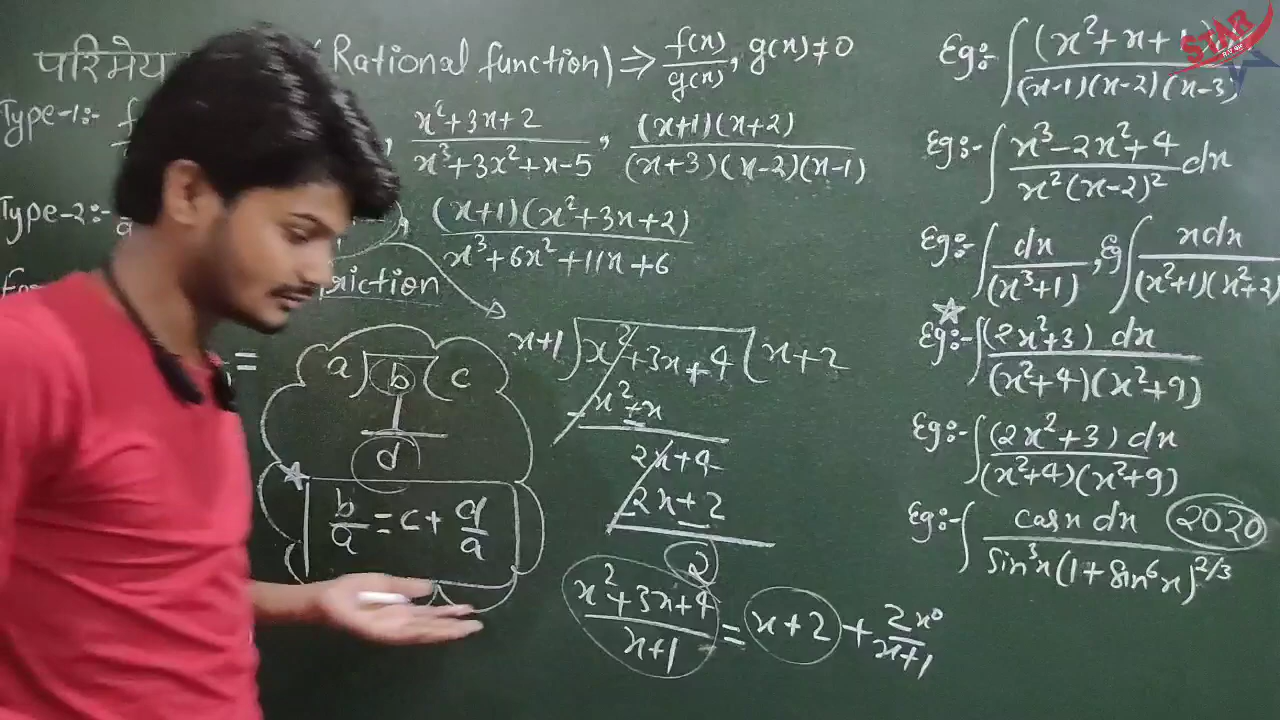 परिमेय (Rational function) ⇒ f(x)/g(x), g(x) ≠ 0
Type-1:- f , x²+3x+2/x³+3x²+x-5 , (x+1)(x+2)/(x+3)(x-2)(x-1)
Type-2:- , (x+1)(x²+3x+2)/x³+6x²+11x+6
a)b(c
d
b/a = c + d/a
x+1)x²+3x+4(x+2
x²+x
2x+4
2x+2
2
x²+3x+4/x+1 = x+2 + 2x⁰/x+1
Eg:- ∫(x²+x+1)/(x-1)(x-2)(x-3)
STAR
Eg:- ∫x³-2x²+4/x²(x-2)² dx
Eg:- ∫dx/(x³+1), & ∫xdx/(x²+1)(x²+2)
Eg:- ∫(2x²+3) dx/(x²+4)(x²+9)
Eg:- ∫(2x²+3) dx/(x²+4)(x²+9)
Eg:- ∫cosx dx/sin³x(1+sin⁶x)^2/3 2020